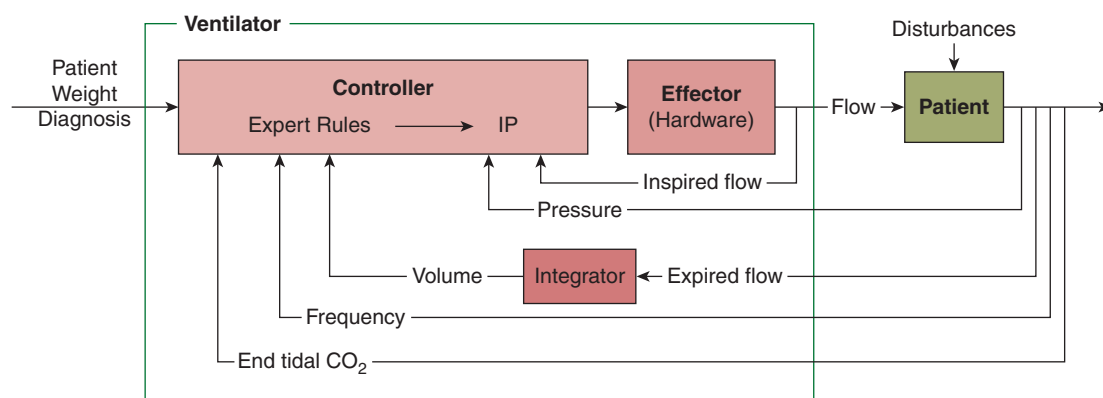 Ventilator
Disturbances
Patient
Weight
Diagnosis
Controller
Expert Rules
IP
Effector
(Hardware)
Flow
Patient
Inspired flow
Pressure
Volume
Integrator
Expired flow
Frequency
End tidal CO₂